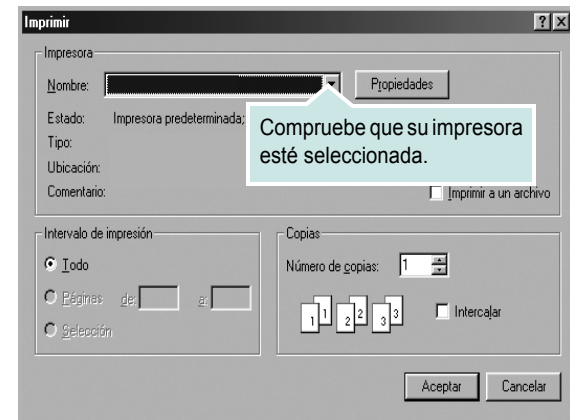 Imprimir
Impresora
Nombre:
Propiedades
Estado: Impresora predeterminada;
Compruebe que su impresora
esté seleccionada.
Tipo:
Ubicación:
Comentario:
Imprimir a un archivo
Intervalo de impresión
Todo
Páginas de: a:
Selección
Copias
Número de copias: 1
1 1 2 2 3 3
Intercalar
Aceptar Cancelar